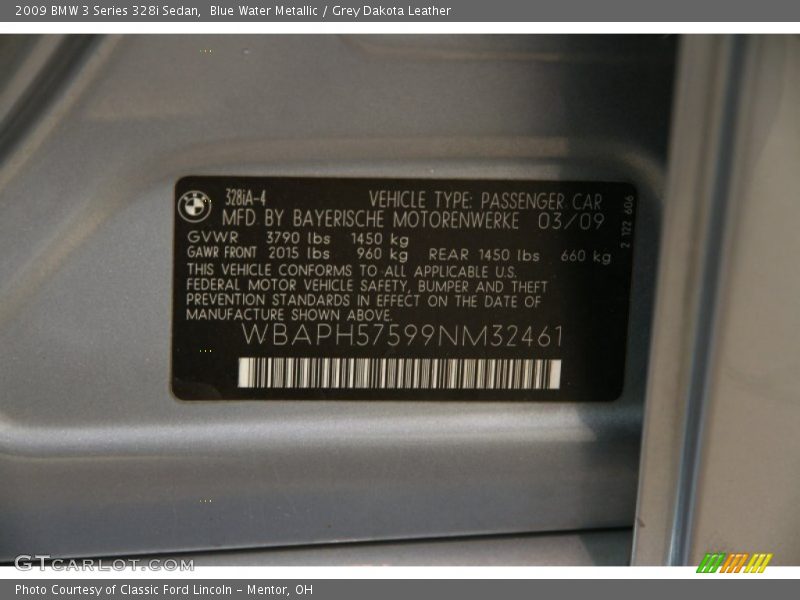 2009 BMW 3 Series 328i Sedan,  Blue Water Metallic / Grey Dakota Leather
BMW
328iA-4
VEHICLE TYPE: PASSENGER CAR
MFD. BY BAYERISCHE MOTORENWERKE 03/09
GVWR 3790 lbs 1450 kg
GAWR FRONT 2015 lbs 960 kg REAR 1450 lbs 660 kg
THIS VEHICLE CONFORMS TO ALL APPLICABLE U.S.
FEDERAL MOTOR VEHICLE SAFETY, BUMPER AND THEFT
PREVENTION STANDARDS IN EFFECT ON THE DATE OF
MANUFACTURE SHOWN ABOVE.
WBAPH57599NM32461
2 122 606
GTCARLOT.COM
Photo Courtesy of Classic Ford Lincoln - Mentor, OH